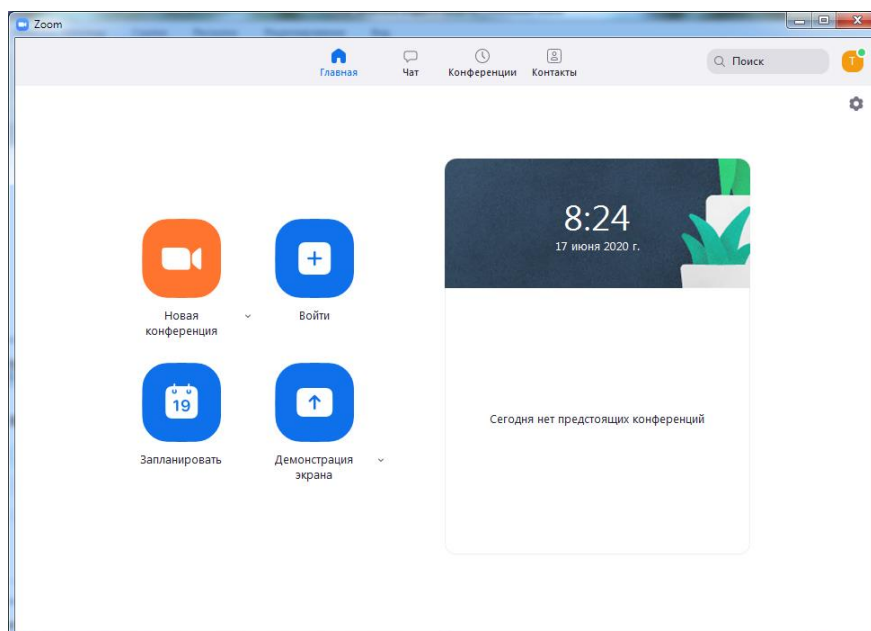 Zoom
Главная
Чат
Конференции
Контакты
Поиск
T
8:24
17 июня 2020 г.
Новая
конференция
Войти
19
Запланировать
Демонстрация
экрана
Сегодня нет предстоящих конференций